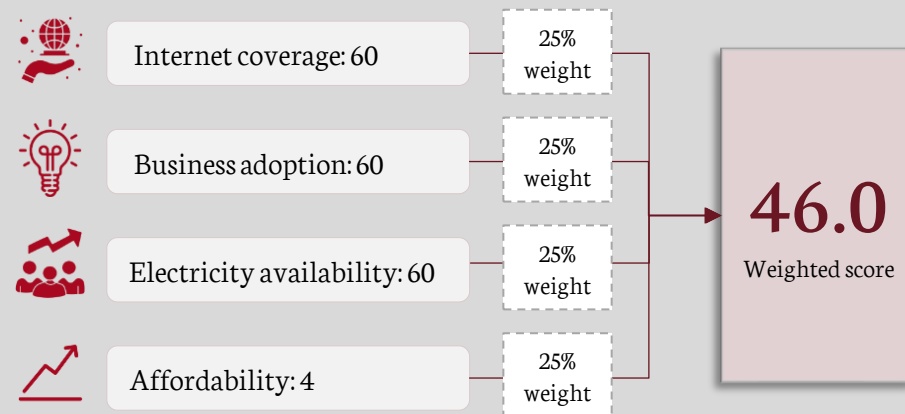 Internet coverage: 60
25%
weight
Business adoption: 60
25%
weight
Electricity availability: 60
25%
weight
Affordability: 4
25%
weight
46.0
Weighted score